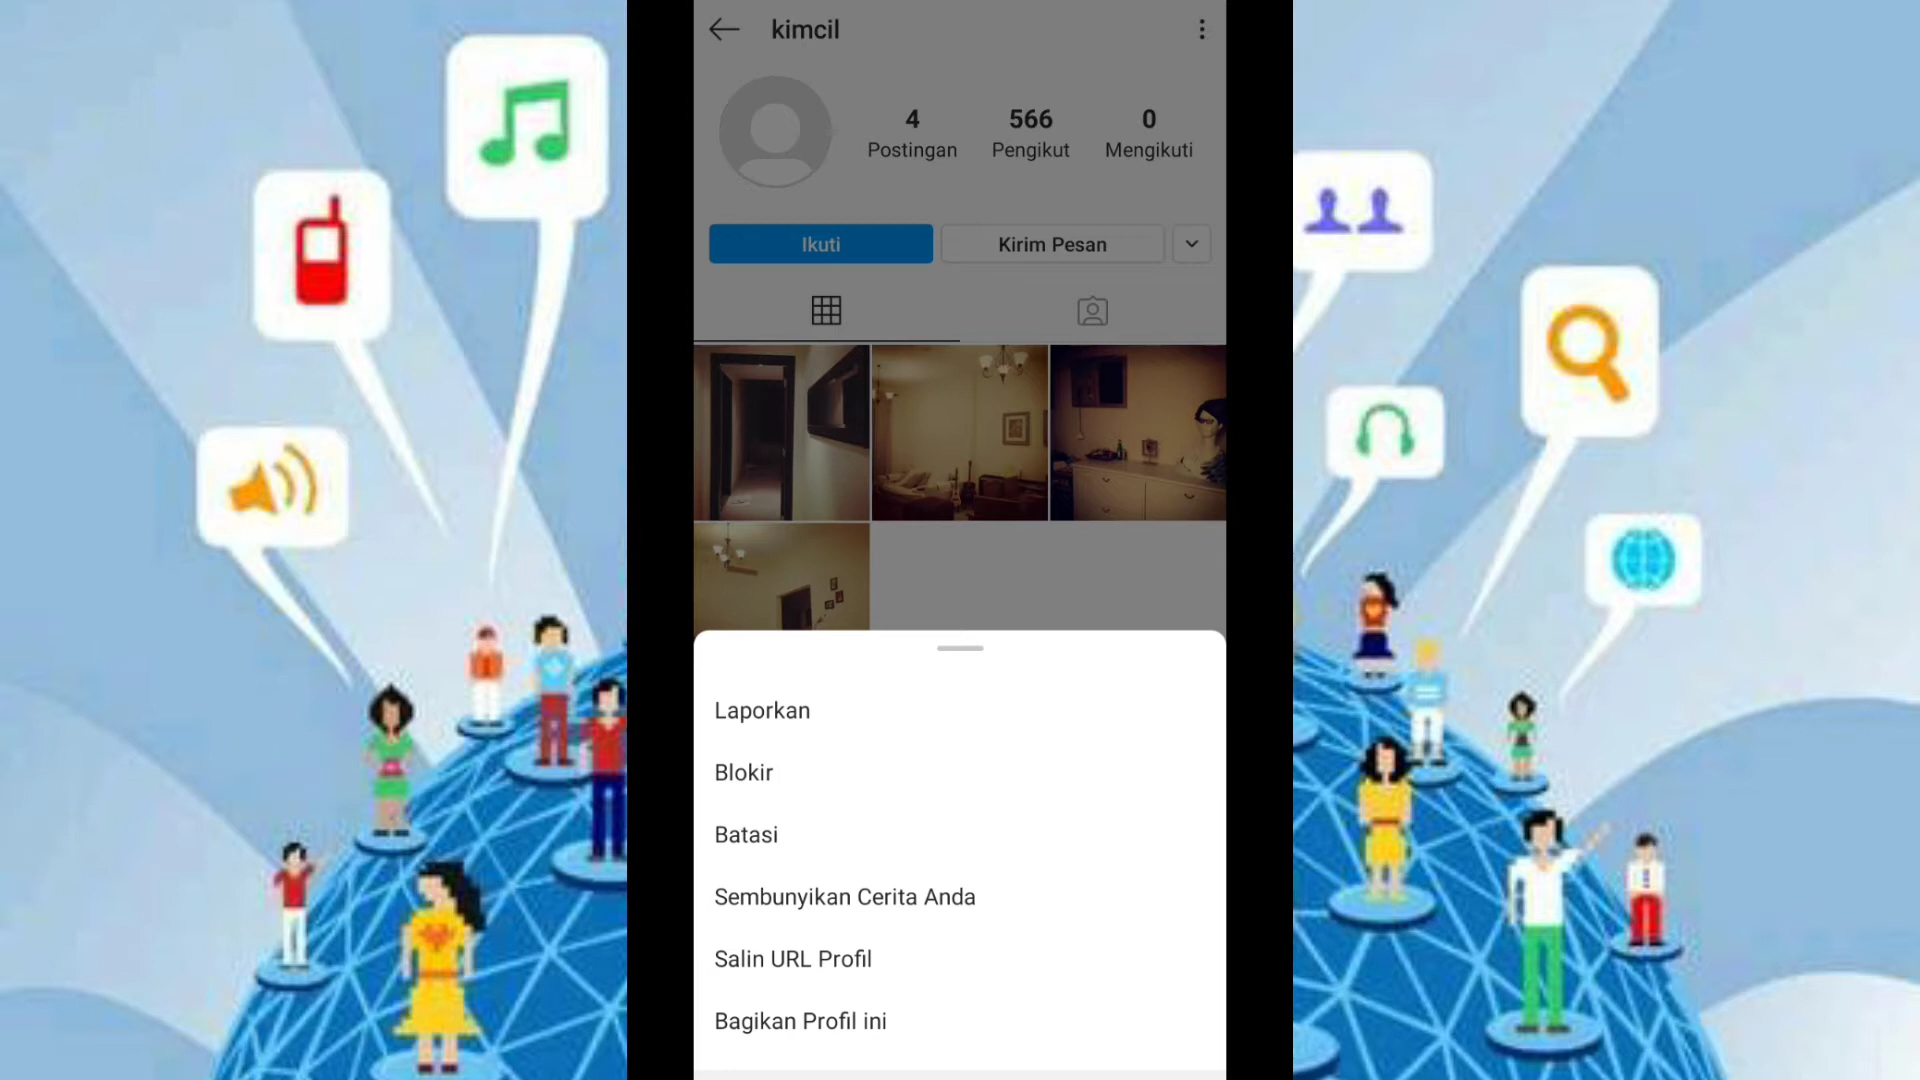 kimcil
4 566 0
Postingan Pengikut Mengikuti
Ikuti Kirim Pesan
Laporkan
Blokir
Batasi
Sembunyikan Cerita Anda
Salin URL Profil
Bagikan Profil ini